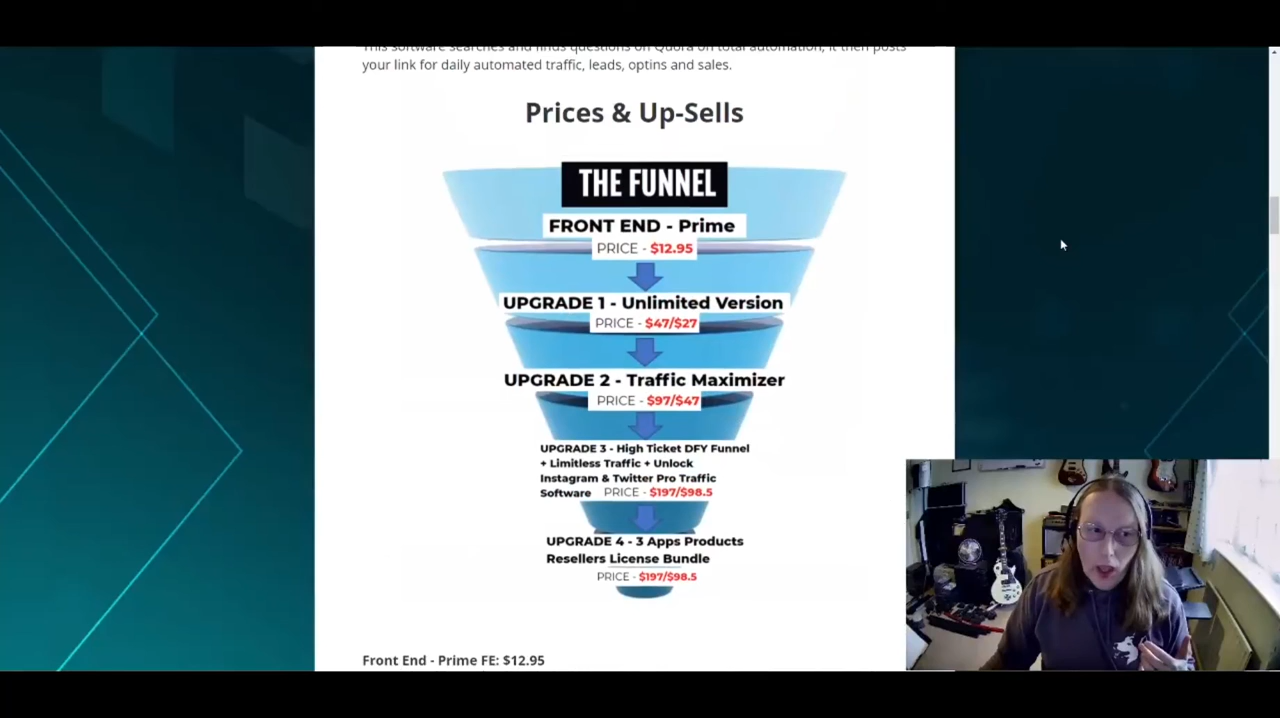 This software searches and finds questions on Quora on total automation, it then posts
your link for daily automated traffic, leads, optins and sales.
Prices & Up-Sells
THE FUNNEL
FRONT END - Prime
PRICE - $12.95
UPGRADE 1 - Unlimited Version
PRICE - $47/$27
UPGRADE 2 - Traffic Maximizer
PRICE - $97/$47
UPGRADE 3 - High Ticket DFY Funnel
+ Limitless Traffic + Unlock
Instagram & Twitter Pro Traffic
Software PRICE - $197/$98.5
UPGRADE 4 - 3 Apps Products
Resellers License Bundle
PRICE - $197/$98.5
Front End - Prime FE: $12.95